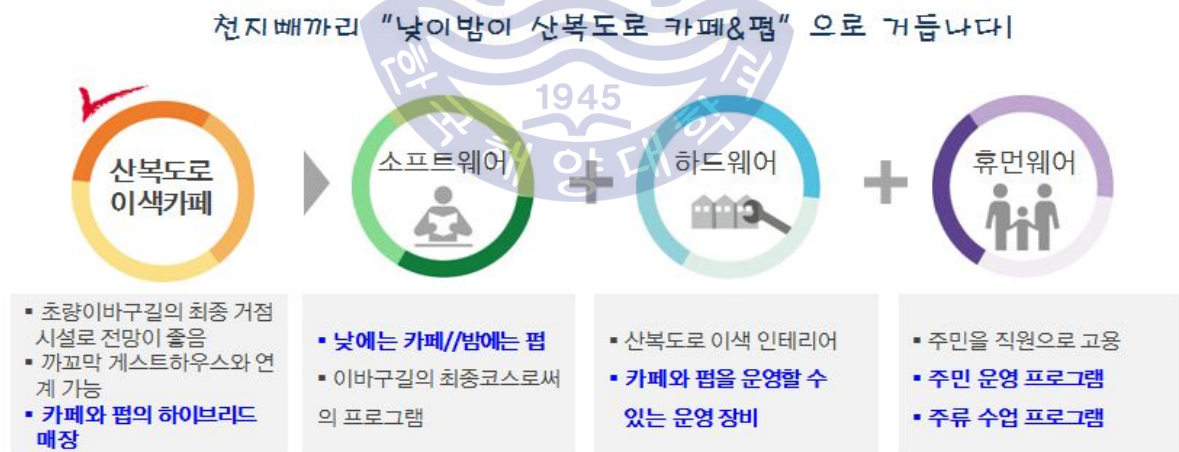 천지빼까리 "낮이밤이 산복도로 카페&펍" 으로 거듭나다!
한국해양대학교
1945
산복도로
이색카페
소프트웨어
하드웨어
휴먼웨어
▪ 초량이바구길의 최종 거점
시설로 전망이 좋음
▪ 까꼬막 게스트하우스와 연
계 가능
▪ 카페와 펍의 하이브리드
매장
▪ 낮에는 카페//밤에는 펍
▪ 이바구길의 최종코스로써
의 프로그램
▪ 산복도로 이색 인테리어
▪ 카페와 펍을 운영할 수
있는 운영 장비
▪ 주민을 직원으로 고용
▪ 주민 운영 프로그램
▪ 주류 수업 프로그램